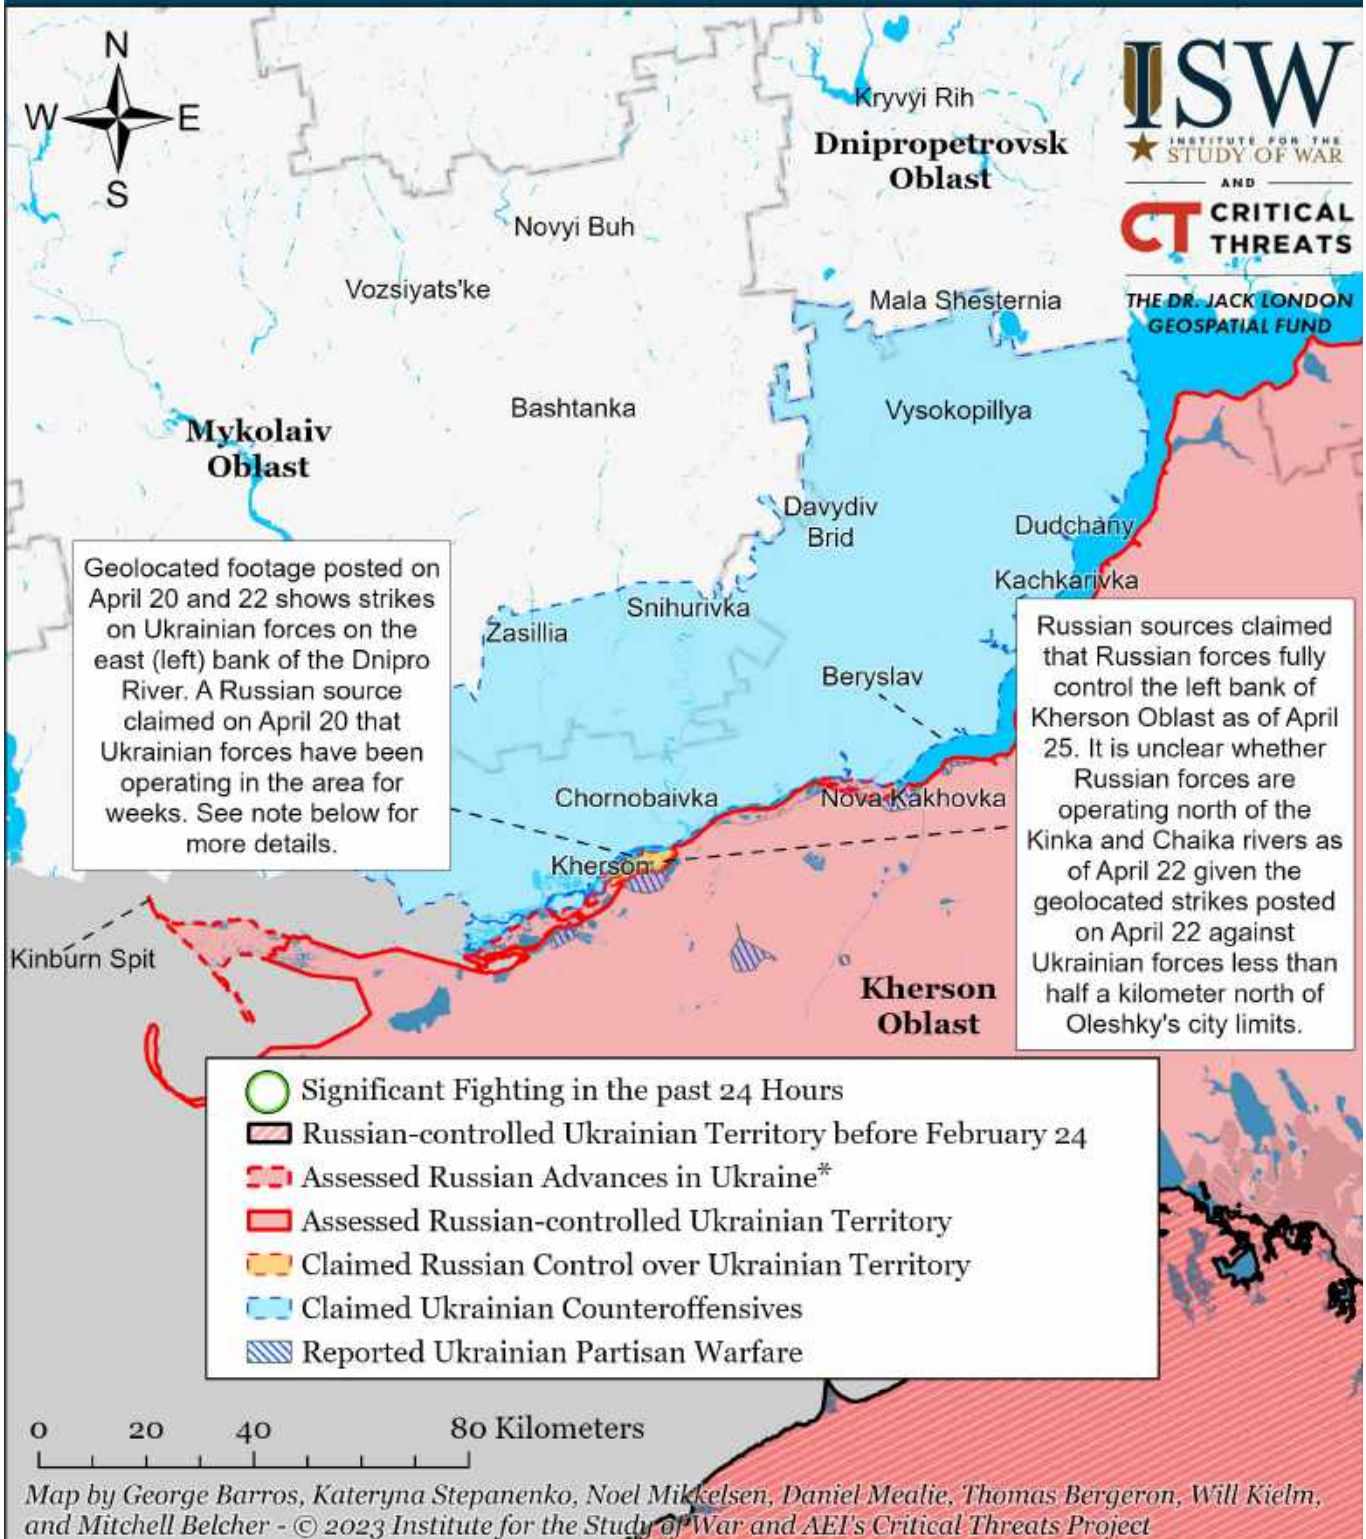 N
W
E
S
ISW
INSTITUTE FOR THE
STUDY OF WAR
AND
CT CRITICAL
THREATS
THE DR. JACK LONDON
GEOSPATIAL FUND
Kryvyi Rih
Dnipropetrovsk
Oblast
Novyi Buh
Vozsiyats'ke
Mala Shesternia
Bashtanka
Vysokopillya
Mykolaiv
Oblast
Davydiv
Brid
Dudchany
Kachkarivka
Snihurivka
Zasillia
Beryslav
Geolocated footage posted on
April 20 and 22 shows strikes
on Ukrainian forces on the
east (left) bank of the Dnipro
River. A Russian source
claimed on April 20 that
Ukrainian forces have been
operating in the area for
weeks. See note below for
more details.
Russian sources claimed
that Russian forces fully
control the left bank of
Kherson Oblast as of April
25. It is unclear whether
Russian forces are
operating north of the
Kinka and Chaika rivers as
of April 22 given the
geolocated strikes posted
on April 22 against
Ukrainian forces less than
half a kilometer north of
Oleshky's city limits.
Chornobaivka
Nova Kakhovka
Kherson
Kinburn Spit
Kherson
Oblast
Significant Fighting in the past 24 Hours
Russian-controlled Ukrainian Territory before February 24
Assessed Russian Advances in Ukraine*
Assessed Russian-controlled Ukrainian Territory
Claimed Russian Control over Ukrainian Territory
Claimed Ukrainian Counteroffensives
Reported Ukrainian Partisan Warfare
0 20 40 80 Kilometers
Map by George Barros, Kateryna Stepanenko, Noel Mikkelsen, Daniel Mealie, Thomas Bergeron, Will Kielm,
and Mitchell Belcher - © 2023 Institute for the Study of War and AEI's Critical Threats Project